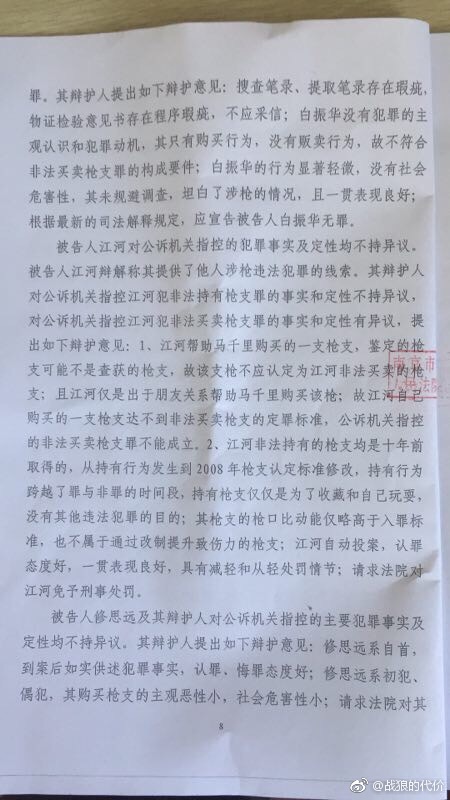 罪。其辩护人提出如下辩护意见：搜查笔录、提取笔录存在瑕疵，
物证检验意见书存在程序瑕疵，不应采信；白振华没有犯罪的主
观认识和犯罪动机，其只有购买行为，没有贩卖行为，故不符合
非法买卖枪支罪的构成要件；白振华的行为显著轻微，没有社会
危害性，其未规避调查，坦白了涉枪的情况，且一贯表现良好；
根据最新的司法解释规定，应宣告被告人白振华无罪。
被告人江河对公诉机关指控的犯罪事实及定性均不持异议。
被告人江河辩解称其提供了他人涉枪违法犯罪的线索。其辩护人
对公诉机关指控江河犯非法持有枪支罪的事实和定性不持异议，
对公诉机关指控江河犯非法买卖枪支罪的事实和定性有异议，提
出如下辩护意见：1、江河帮助马千里购买的一支枪支，鉴定的枪
支可能不是查获的枪支，故该支枪不应认定为江河非法买卖的枪
支；且江河仅是出于朋友关系帮助马千里购买该枪；故江河自己
购买的一支枪支达不到非法买卖枪支的定罪标准，公诉机关指控
的非法买卖枪支罪不能成立。2、江河非法持有的枪支均是十年前
取得的，从持有行为发生到2008年枪支认定标准修改，持有行为
跨越了罪与非罪的时间段，持有枪支仅仅是为了收藏和自己玩耍，
没有其他违法犯罪的目的；其枪支的枪口比动能仅略高于入罪标
准，也不属于通过改制提升致伤力的枪支；江河自动投案，认罪
态度好，一贯表现良好，具有减轻和从轻处罚情节；请求法院对
江河免予刑事处罚。
被告人修思远及其辩护人对公诉机关指控的主要犯罪事实及
定性均不持异议。其辩护人提出如下辩护意见：修思远系自首，
到案后如实供述犯罪事实，认罪、悔罪态度好；修思远系初犯、
偶犯，其购买枪支的主观恶性小，社会危害性小；请求法院对其
8
南京市
人民法院
@战狼的代价